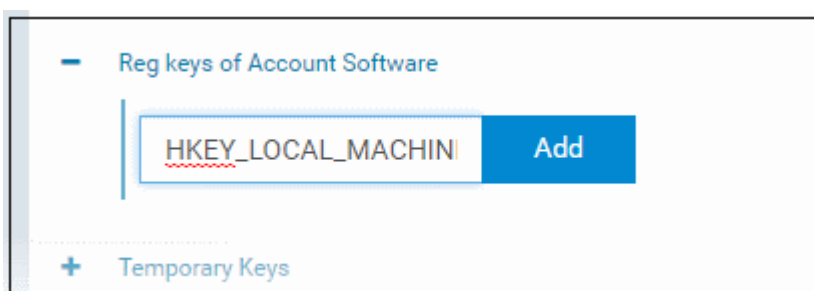 Reg keys of Account Software
HKEY_LOCAL_MACHIN
Add
Temporary Keys